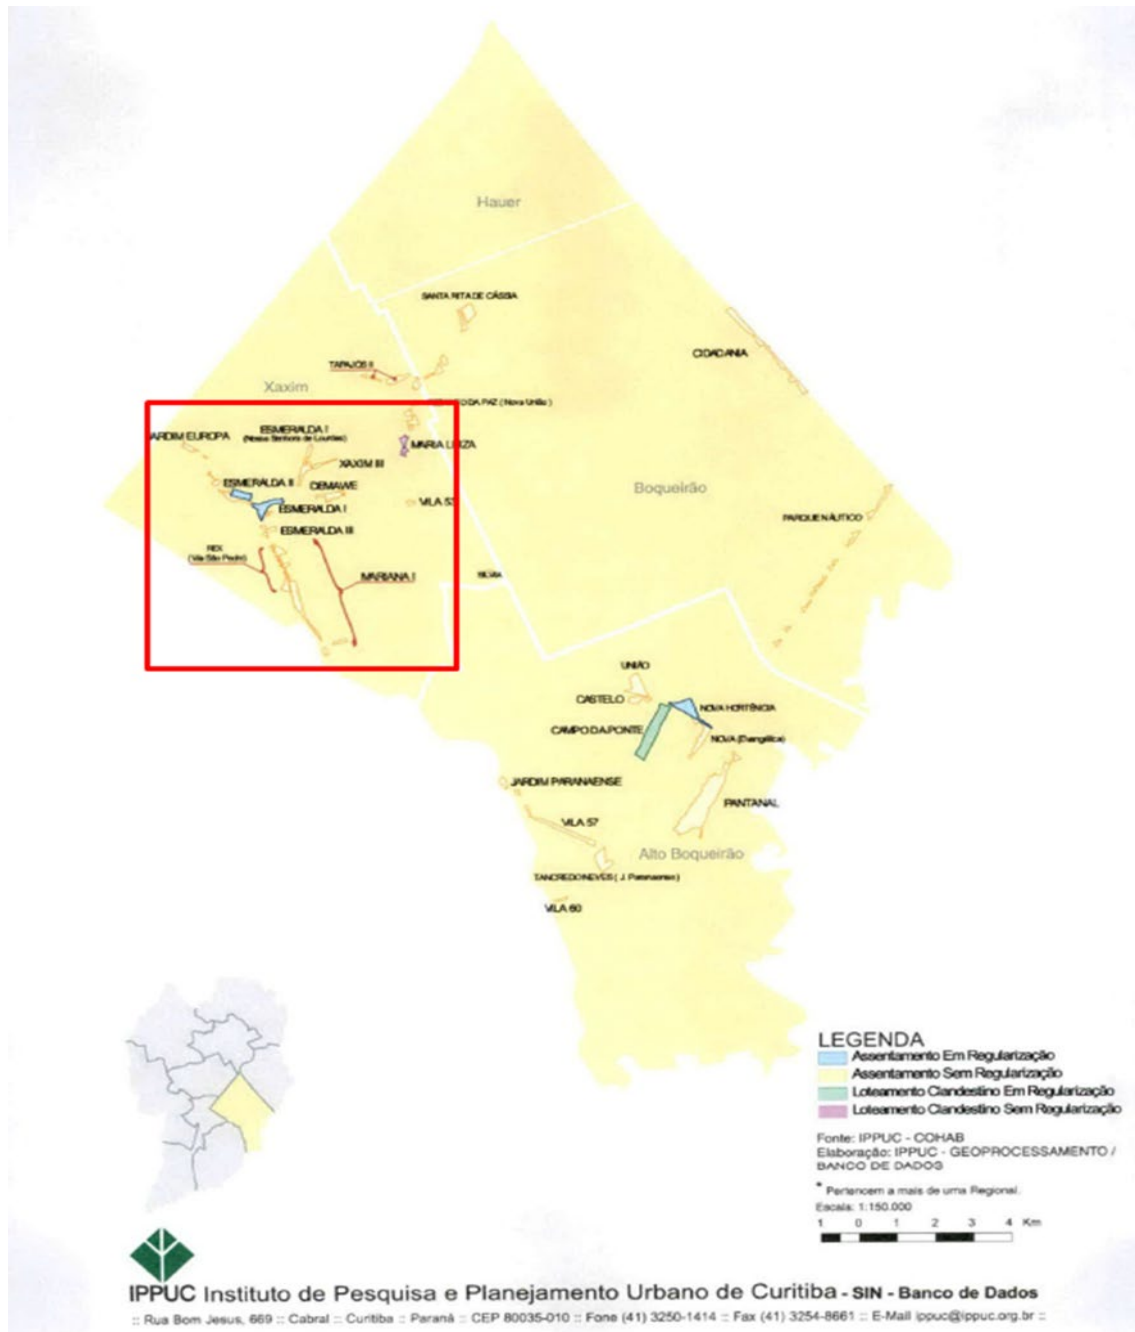 Hauer
SANTA RITA DE CÁSSIA
CIDADANIA
TAPAJOS II
Xaxim
DA PAZ ( Nova União )
JARDIM EUROPA
ESMERALDA I
(Nossa Senhora de Lourdes)
MARIA LUIZA
XAXIM III
ESMERALDA II
DEMAWE
Boqueirão
VILA 53
ESMERALDA I
PARQUE NÁUTICO
ESMERALDA III
REX
(Vila São Pedro)
MARIANA I
SILVIA
UNIÃO
CASTELO
NOVA HORTÊNCIA
CAMPO DA PONTE
NOVA (Evangélica)
JARDIM PARANAENSE
PANTANAL
VILA 57
Alto Boqueirão
TANCREDO NEVES ( J. Paranaense )
VILA 60
LEGENDA
Assentamento Em Regularização
Assentamento Sem Regularização
Loteamento Clandestino Em Regularização
Loteamento Clandestino Sem Regularização
Fonte: IPPUC - COHAB
Elaboração: IPPUC - GEOPROCESSAMENTO /
BANCO DE DADOS
* Pertencem a mais de uma Regional.
Escala: 1:150.000
1 0 1 2 3 4 Km
IPPUC Instituto de Pesquisa e Planejamento Urbano de Curitiba - SIN - Banco de Dados
:: Rua Bom Jesus, 669 :: Cabral :: Curitiba :: Paraná :: CEP 80035-010 :: Fone (41) 3250-1414 :: Fax (41) 3254-8661 :: E-Mail ippuc@ippuc.org.br ::